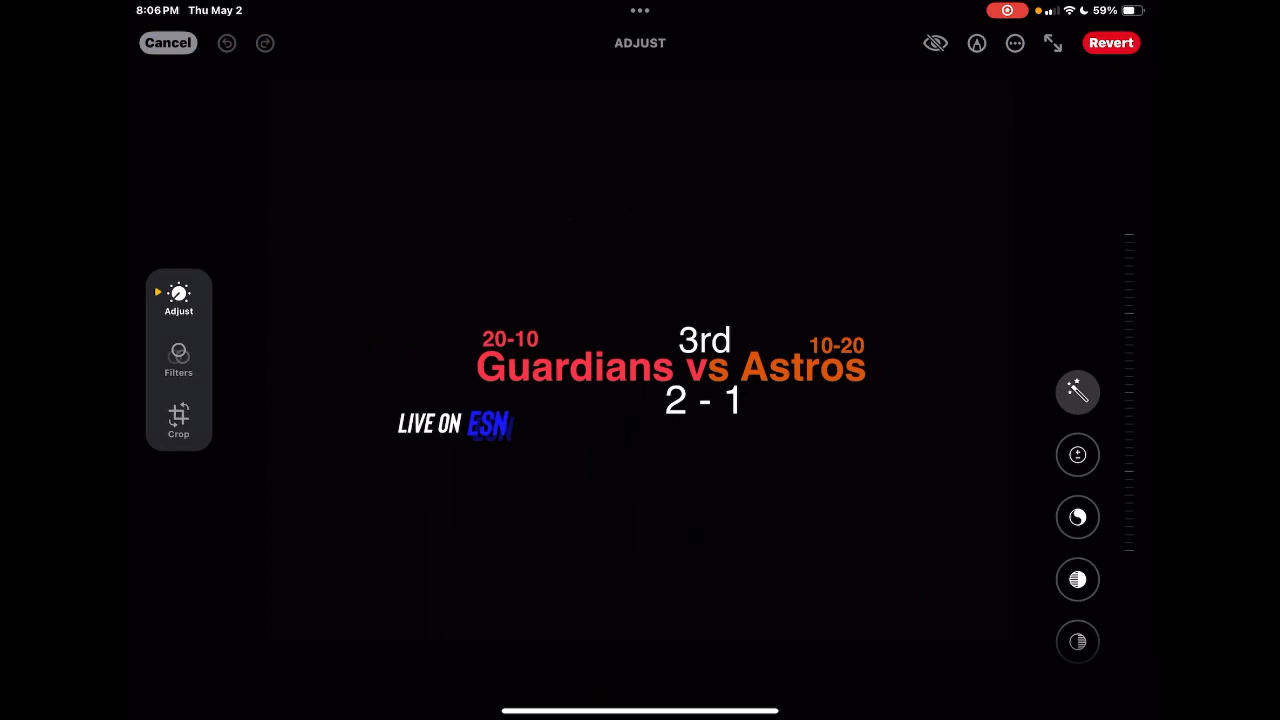 8:06 PM Thu May 2
59%
Cancel
ADJUST
Revert
Adjust
Filters
Crop
20-10
3rd
10-20
Guardians vs Astros
2 - 1
LIVE ON ESN